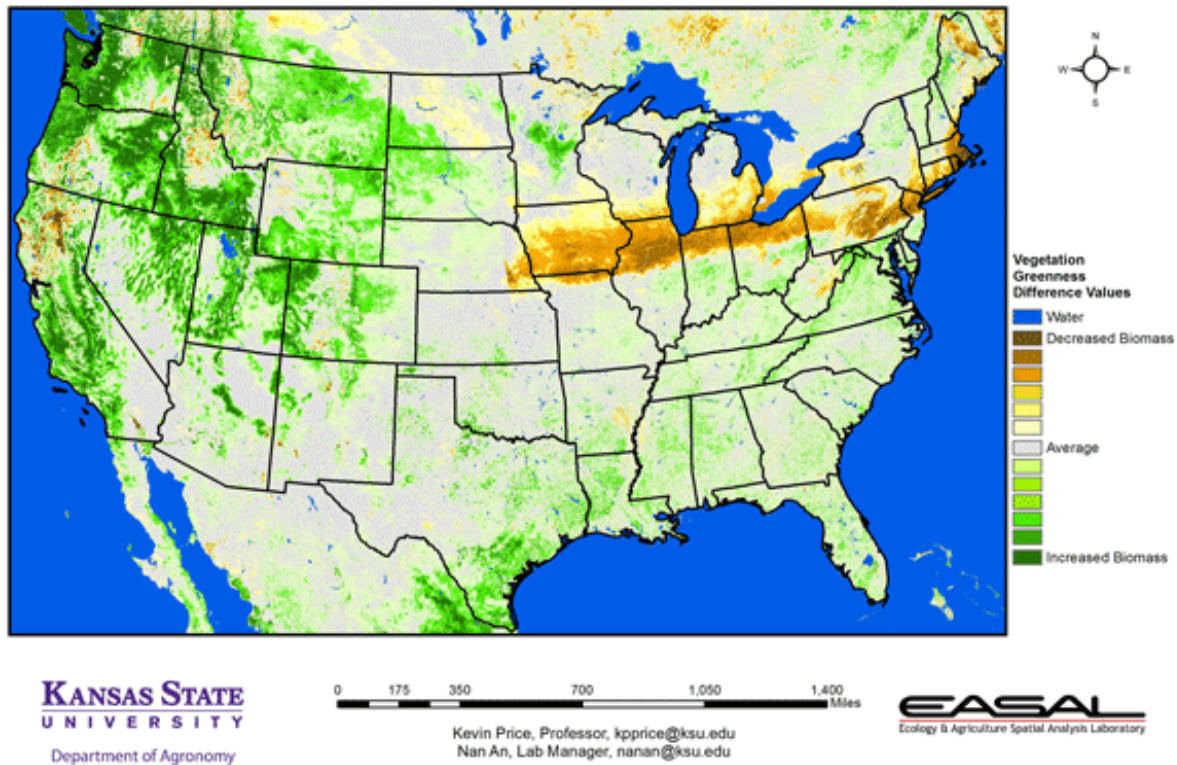 N
W E
S
Vegetation
Greenness
Difference Values
Water
Decreased Biomass
Average
Increased Biomass
KANSAS STATE
UNIVERSITY
Department of Agronomy
0 175 350 700 1,050 1,400
Miles
Kevin Price, Professor, kpprice@ksu.edu
Nan An, Lab Manager, nanan@ksu.edu
EASAL
Ecology & Agriculture Spatial Analysis Laboratory